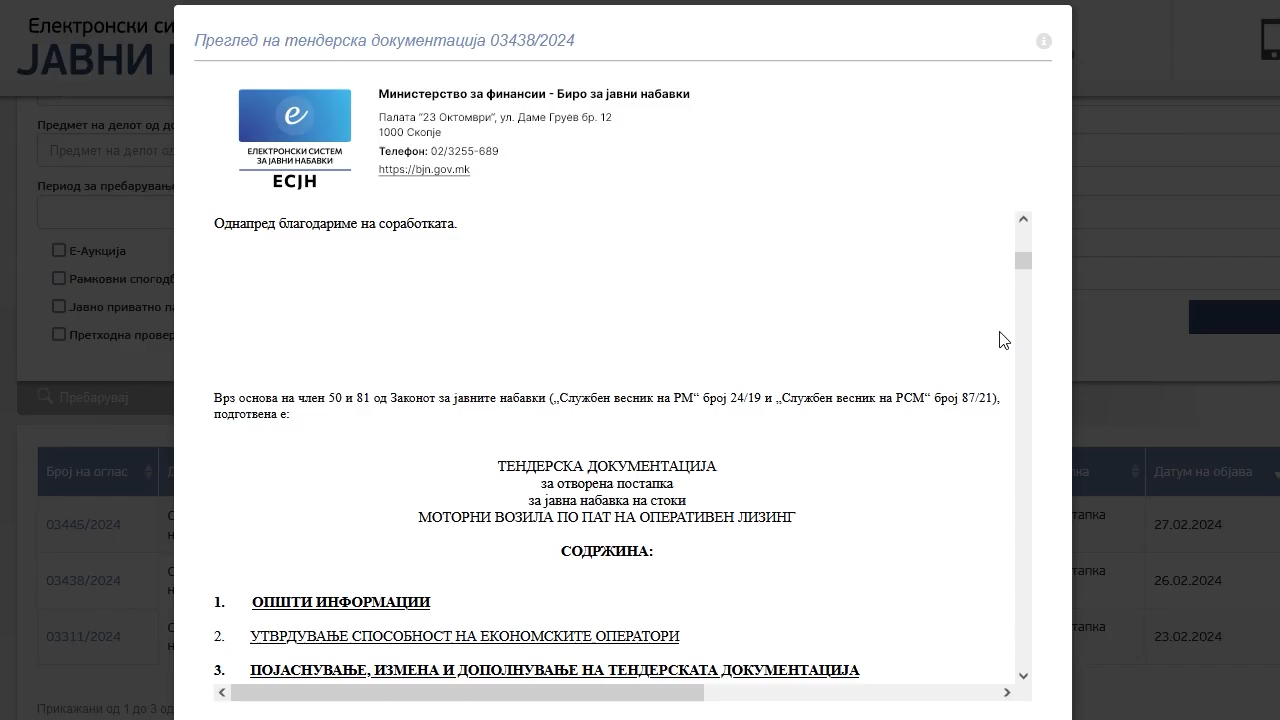 Електронски си
ЈАВНИ
Преглед на тендерска документација 03438/2024
e
ЕЛЕКТРОНСКИ СИСТЕМ
ЗА ЈАВНИ НАБАВКИ
ЕСЈН
Министерство за финансии - Биро за јавни набавки
Палата “23 Октомври”, ул. Даме Груев бр. 12
1000 Скопје
Телефон: 02/3255-689
https://bjn.gov.mk
Предмет на делот од до
Предмет на делот од
Период за пребарување
Е-Аукција
Рамковни спогодб
Јавно приватно па
Претходна провер
Пребарувај
Однапред благодариме на соработката.
Врз основа на член 50 и 81 од Законот за јавните набавки („Службен весник на РМ“ број 24/19 и „Службен весник на РСМ“ број 87/21),
подготвена е:
ТЕНДЕРСКА ДОКУМЕНТАЦИЈА
за отворена постапка
за јавна набавка на стоки
МОТОРНИ ВОЗИЛА ПО ПАТ НА ОПЕРАТИВЕН ЛИЗИНГ
СОДРЖИНА:
1. ОПШТИ ИНФОРМАЦИИ
2. УТВРДУВАЊЕ СПОСОБНОСТ НА ЕКОНОМСКИТЕ ОПЕРАТОРИ
3. ПОЈАСНУВАЊЕ, ИЗМЕНА И ДОПОЛНУВАЊЕ НА ТЕНДЕРСКАТА ДОКУМЕНТАЦИЈА
Број на оглас
пка Датум на објава
03445/2024
тапка 27.02.2024
03438/2024
тапка 26.02.2024
03311/2024
тапка 23.02.2024
Прикажани од 1 до 3 од